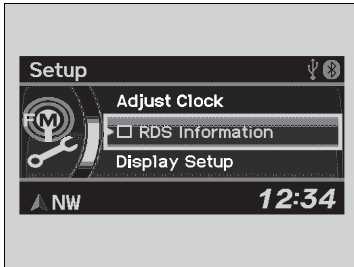 Setup
Adjust Clock
FM
RDS Information
Display Setup
NW
12:34